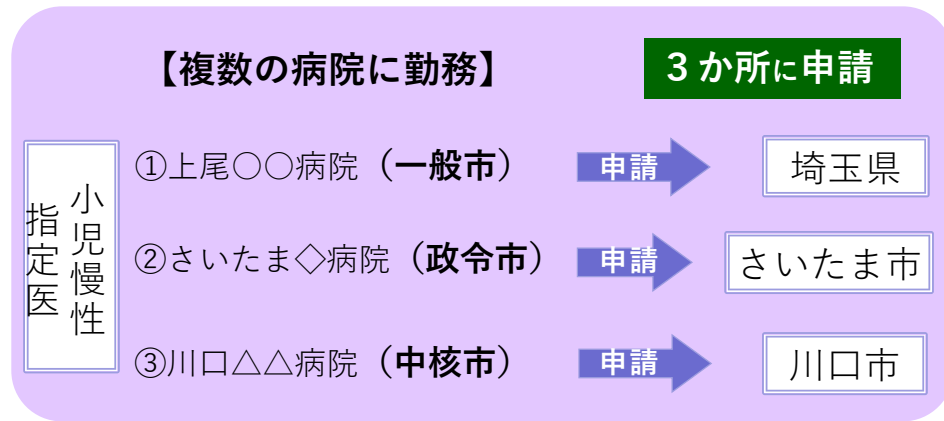 【複数の病院に勤務】
3か所に申請
小児慢性
指定医
①上尾○○病院（一般市）
申請
埼玉県
②さいたま◇病院（政令市）
申請
さいたま市
③川口△△病院（中核市）
申請
川口市